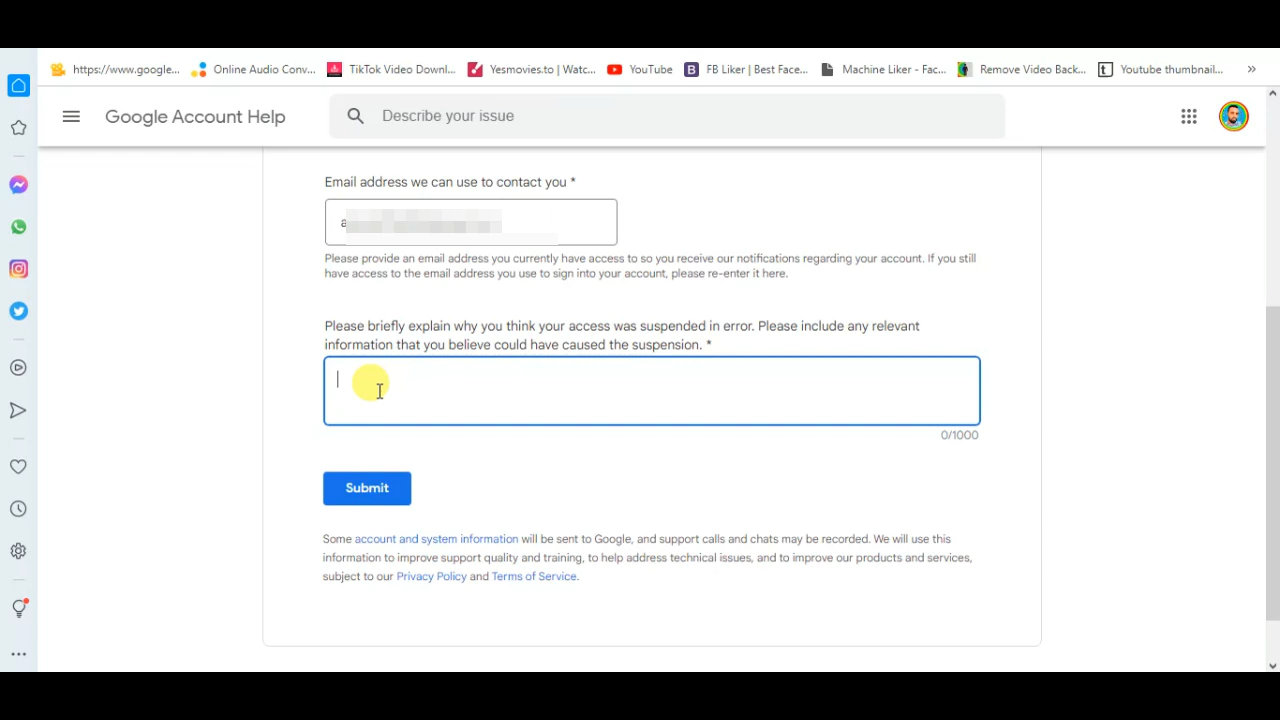 https://www.google...
Online Audio Conv...
TikTok Video Downl...
Yesmovies.to | Watc...
YouTube
B
FB Liker | Best Face...
Machine Liker - Fac...
Remove Video Back...
t
Youtube thumbnail...
»
Google Account Help
Describe your issue
Email address we can use to contact you *
a
Please provide an email address you currently have access to so you receive our notifications regarding your account. If you still
have access to the email address you use to sign into your account, please re-enter it here.
Please briefly explain why you think your access was suspended in error. Please include any relevant
information that you believe could have caused the suspension. *
0/1000
Submit
Some account and system information will be sent to Google, and support calls and chats may be recorded. We will use this
information to improve support quality and training, to help address technical issues, and to improve our products and services,
subject to our Privacy Policy and Terms of Service.